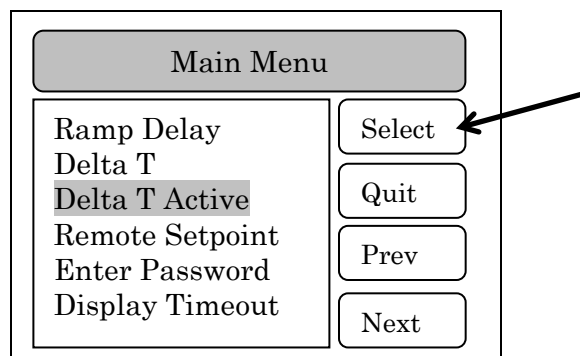 Main Menu
Ramp Delay
Delta T
Delta T Active
Remote Setpoint
Enter Password
Display Timeout
Select
Quit
Prev
Next